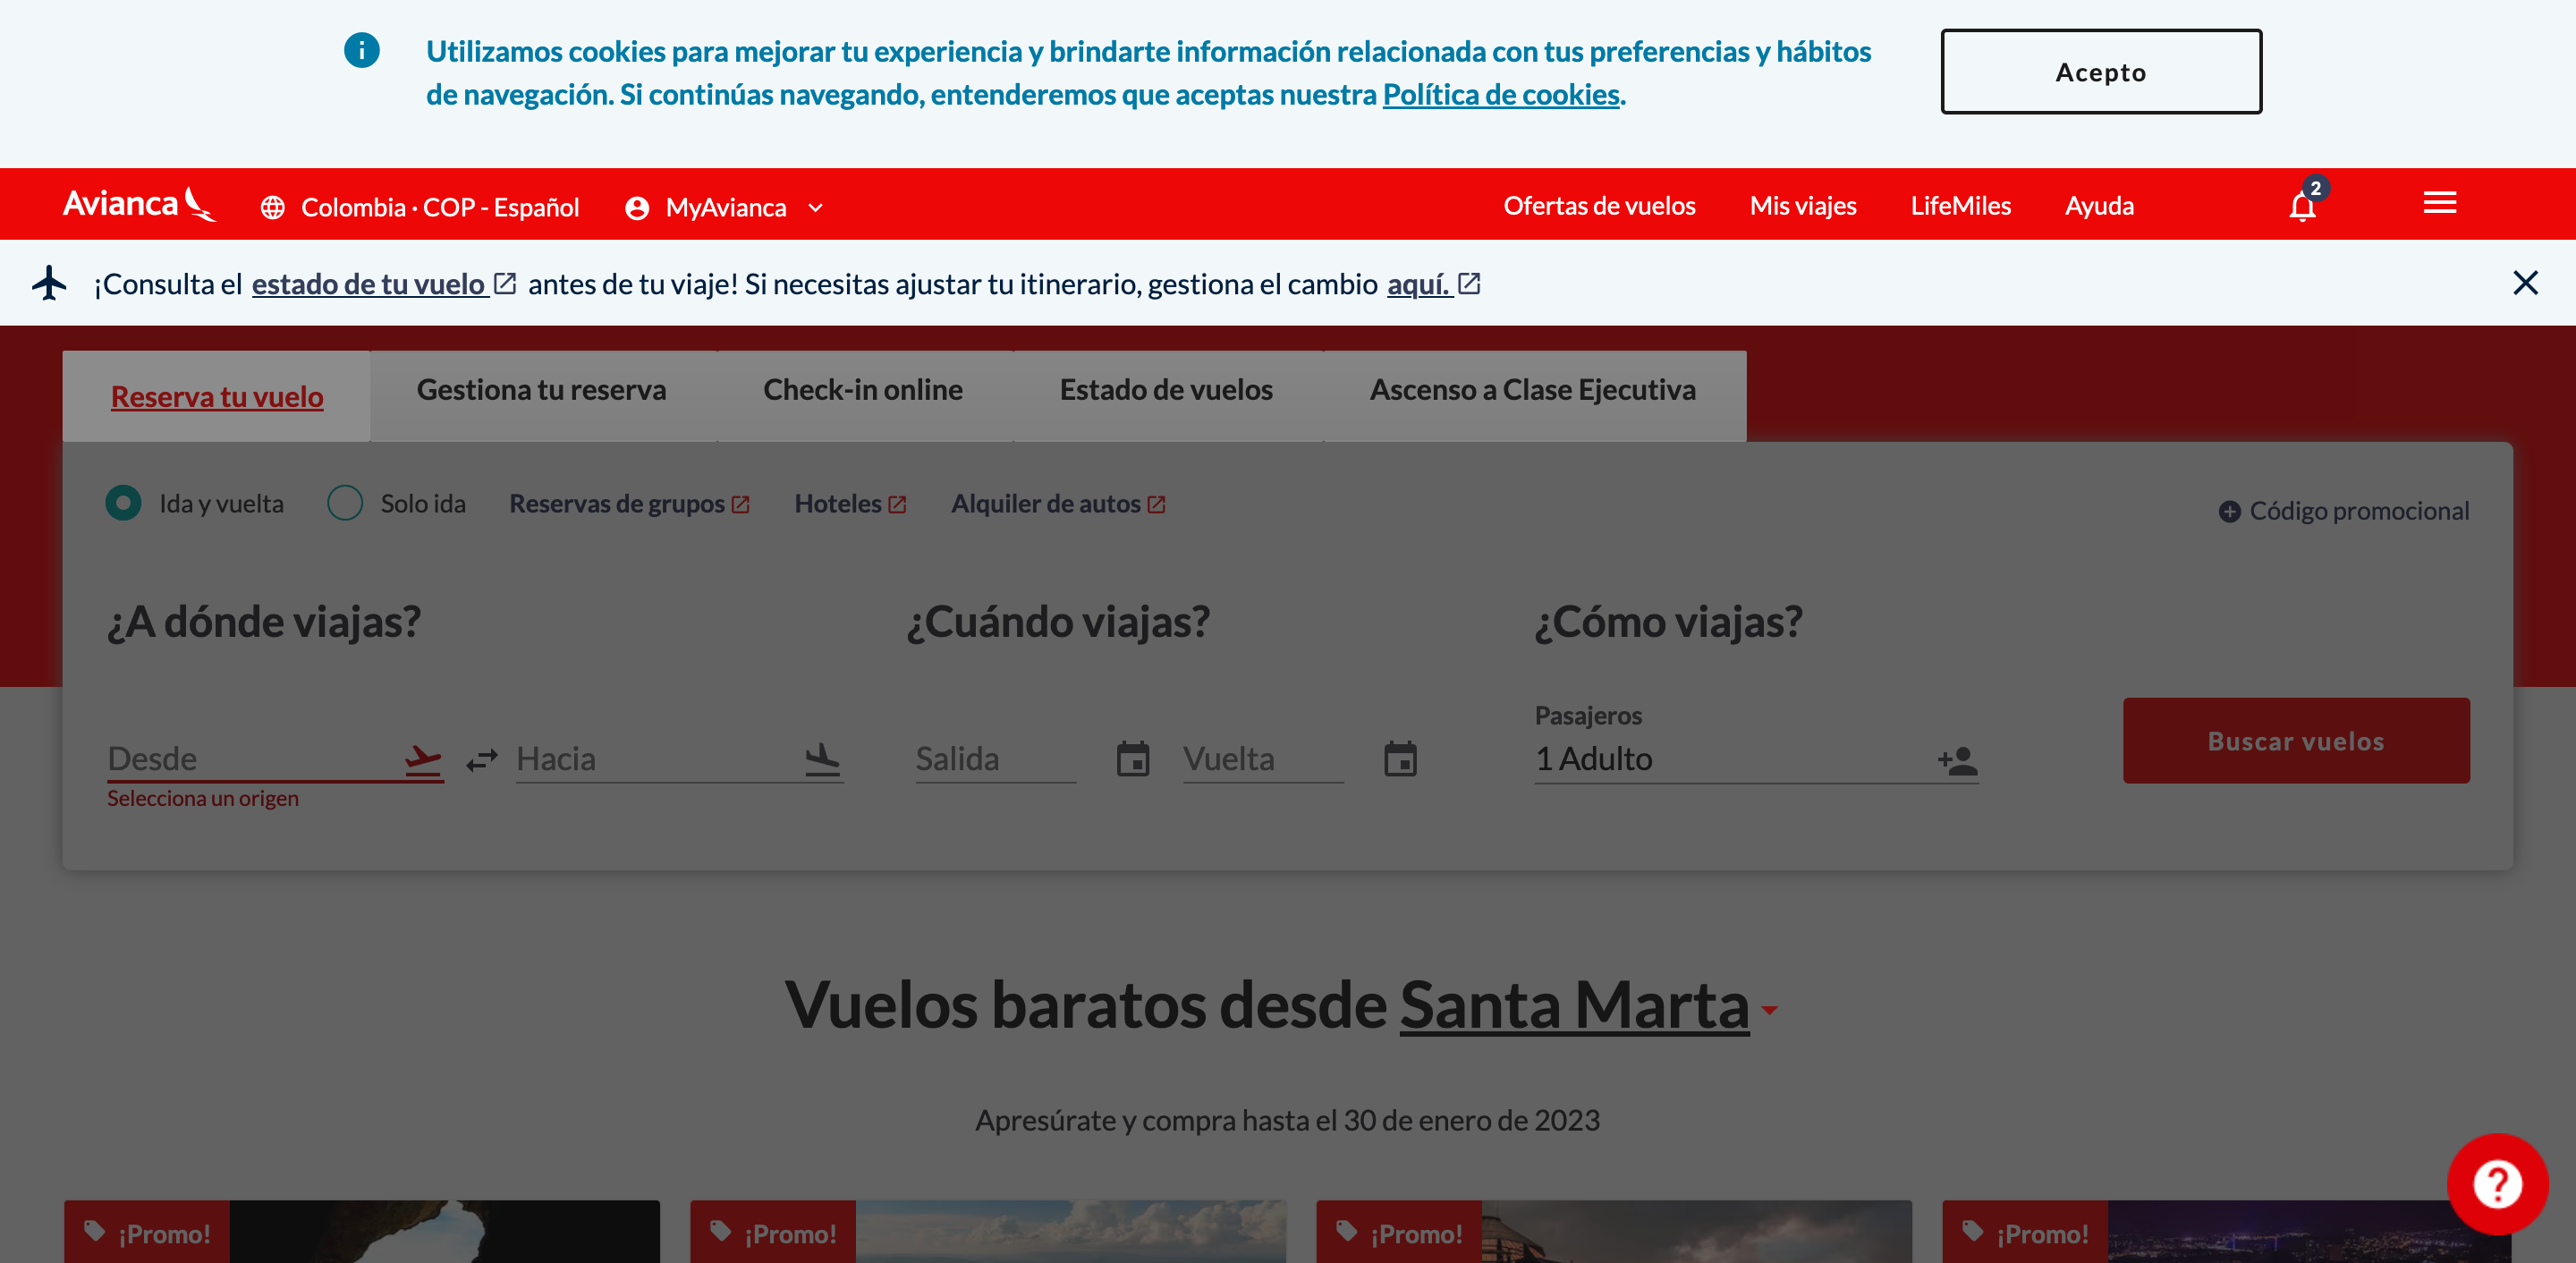 Utilizamos cookies para mejorar tu experiencia y brindarte información relacionada con tus preferencias y hábitos
de navegación. Si continúas navegando, entenderemos que aceptas nuestra Política de cookies.
Acepto
Avianca
Colombia · COP - Español
MyAvianca
Ofertas de vuelos
Mis viajes
LifeMiles
Ayuda
2
¡Consulta el estado de tu vuelo antes de tu viaje! Si necesitas ajustar tu itinerario, gestiona el cambio aquí.
Reserva tu vuelo
Gestiona tu reserva
Check-in online
Estado de vuelos
Ascenso a Clase Ejecutiva
Ida y vuelta
Solo ida
Reservas de grupos
Hoteles
Alquiler de autos
Código promocional
¿A dónde viajas?
¿Cuándo viajas?
¿Cómo viajas?
Pasajeros
Desde
Hacia
Salida
Vuelta
1 Adulto
Buscar vuelos
Selecciona un origen
Vuelos baratos desde Santa Marta
Apresúrate y compra hasta el 30 de enero de 2023
¡Promo!
¡Promo!
¡Promo!
¡Promo!